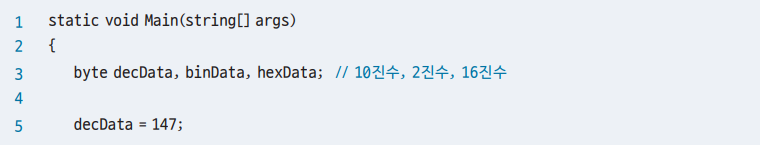 1 static void Main(string[] args)
2 {
3 byte decData, binData, hexData; // 10진수, 2진수, 16진수
4
5 decData = 147;